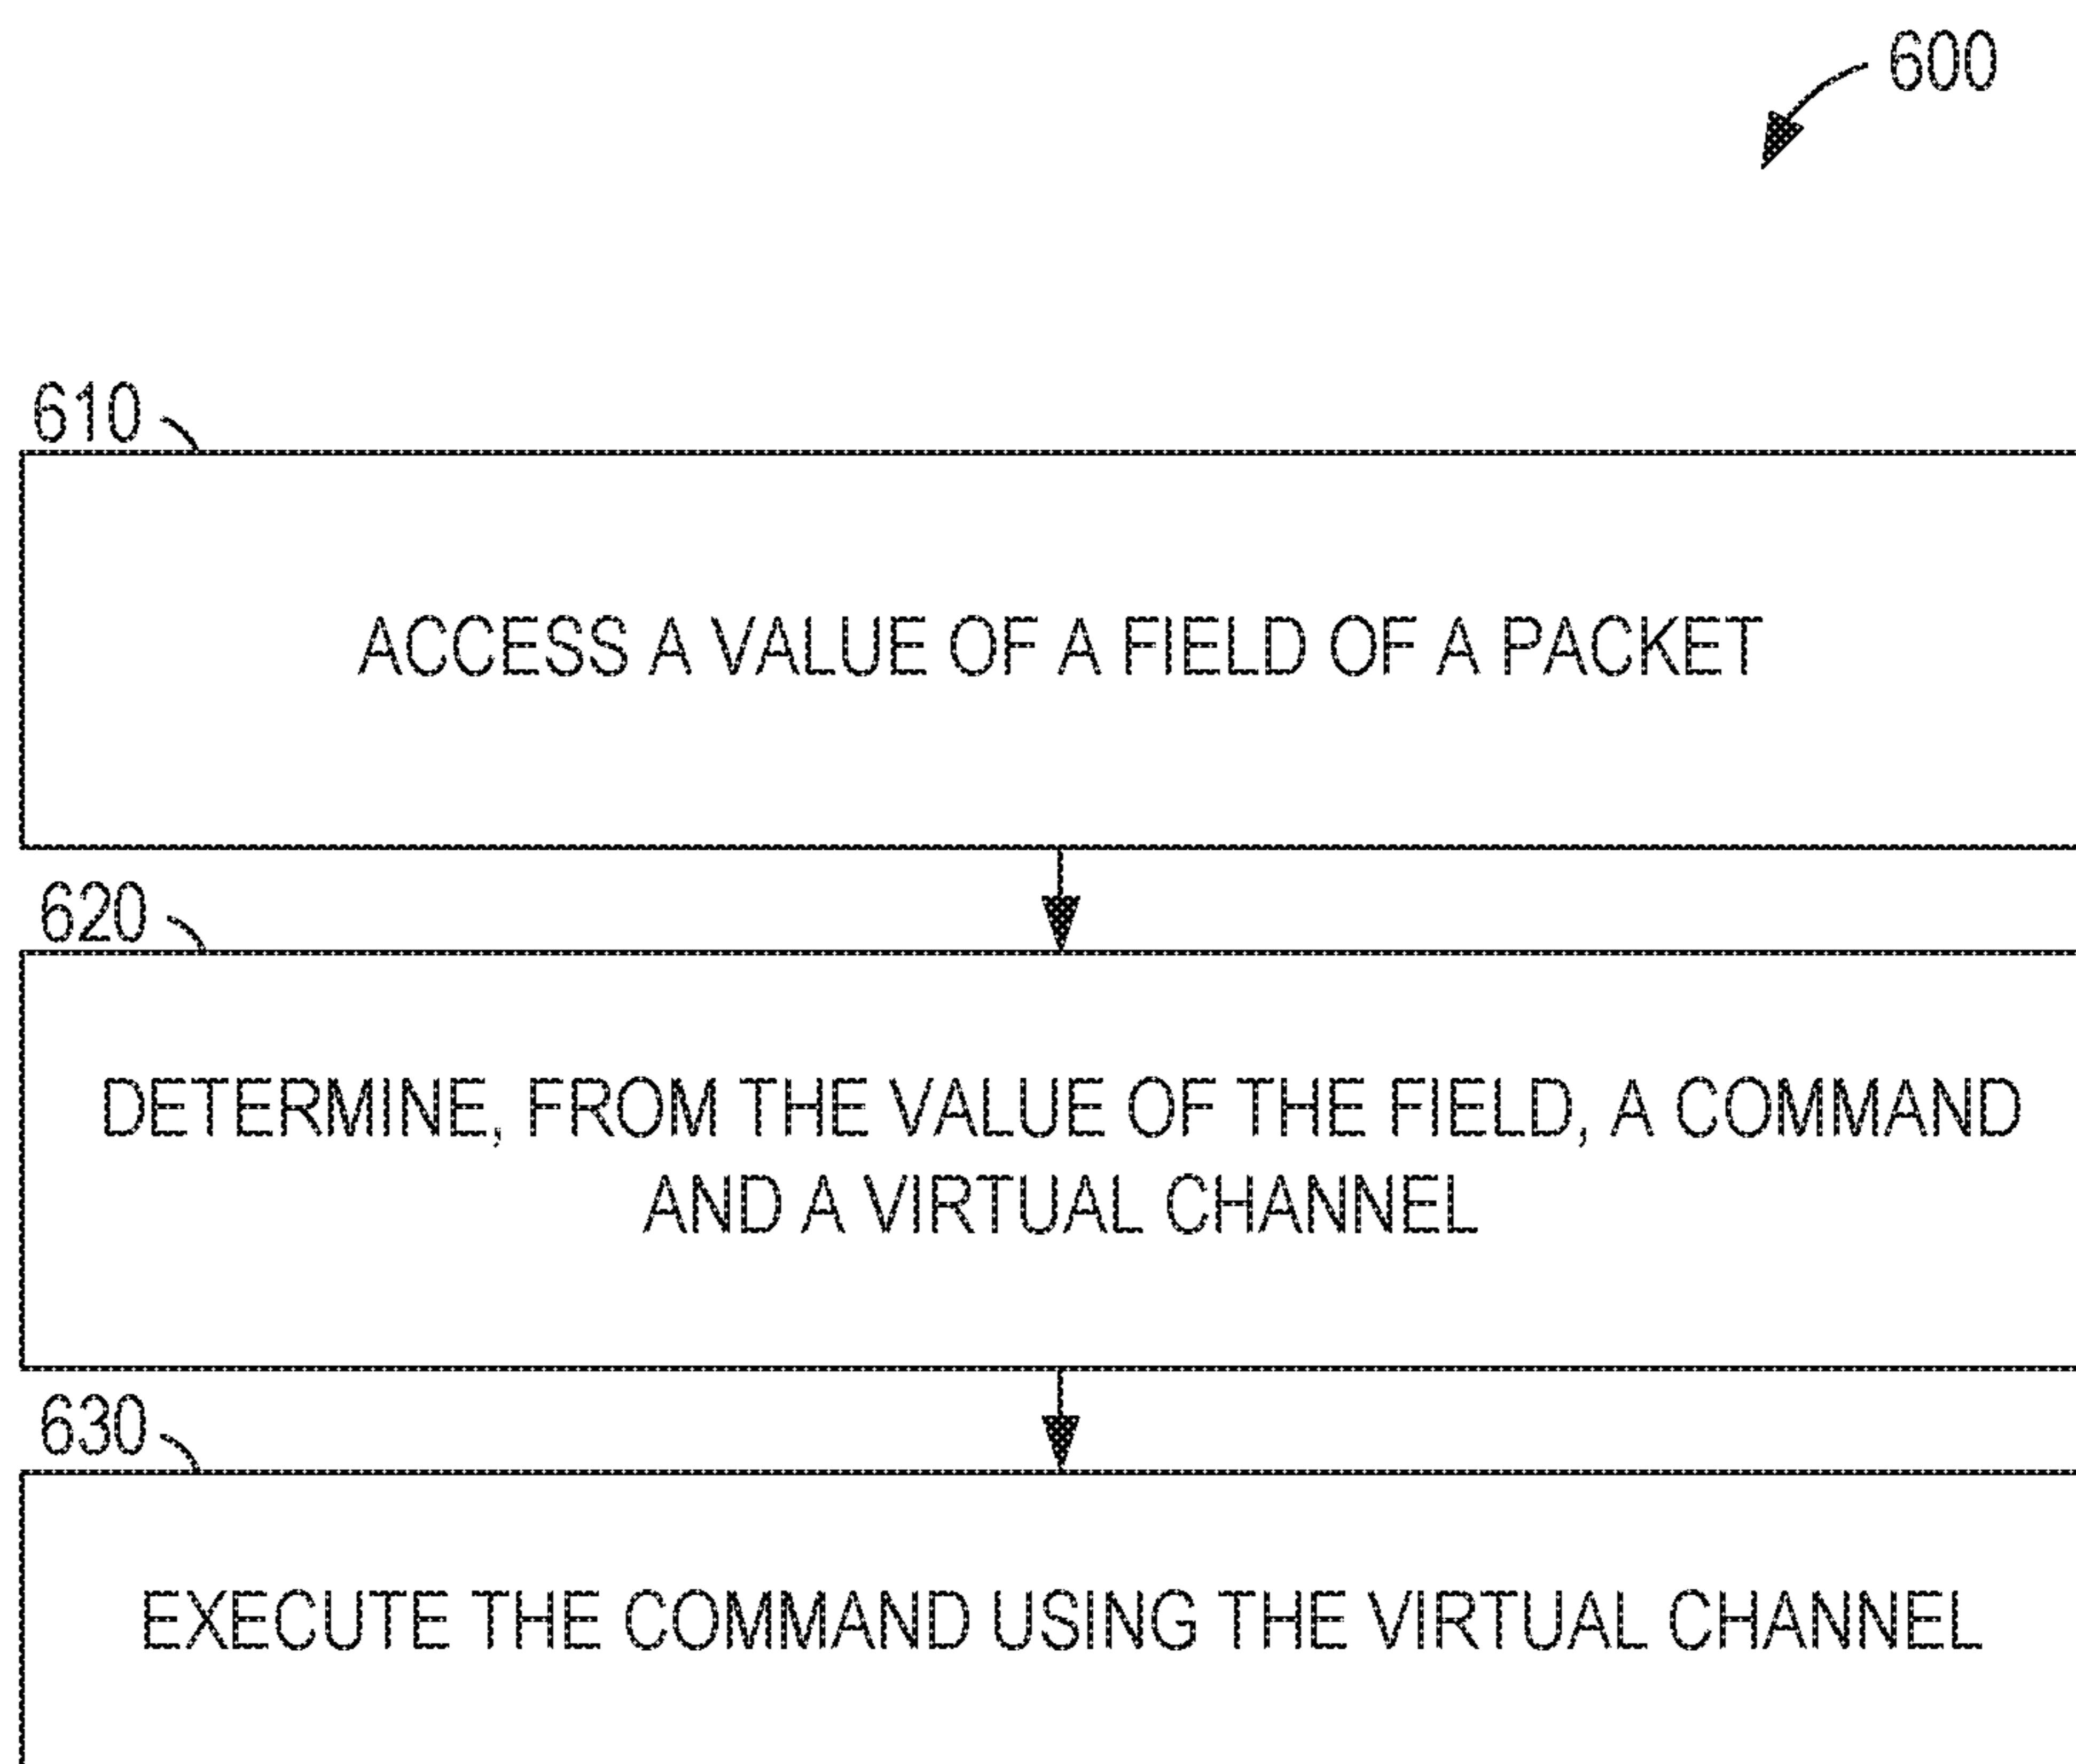 600
610
ACCESS A VALUE OF A FIELD OF A PACKET
620
DETERMINE, FROM THE VALUE OF THE FIELD, A COMMAND
AND A VIRTUAL CHANNEL
630
EXECUTE THE COMMAND USING THE VIRTUAL CHANNEL